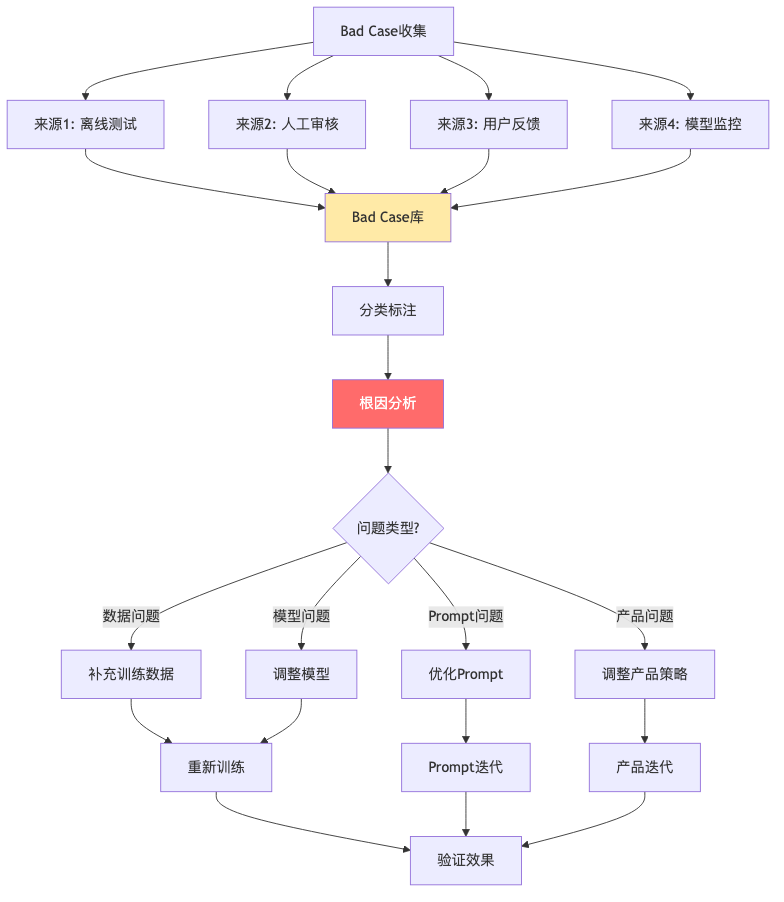 Bad Case收集
来源1: 离线测试
来源2: 人工审核
来源3: 用户反馈
来源4: 模型监控
Bad Case库
分类标注
根因分析
问题类型?
数据问题
模型问题
Prompt问题
产品问题
补充训练数据
调整模型
优化Prompt
调整产品策略
重新训练
Prompt迭代
产品迭代
验证效果